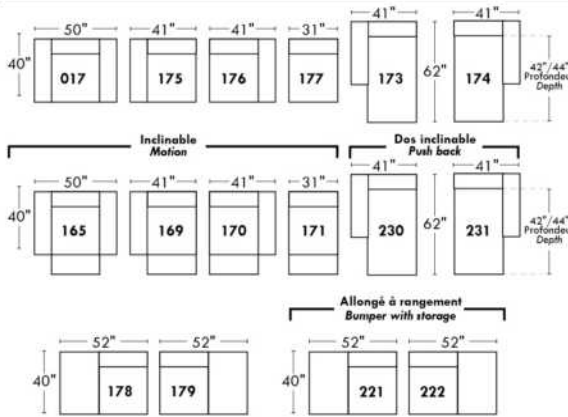 50" 41" 41" 31" 41" 41"
40" 017 175 176 177 173 62" 174 42"/44"
Profondeur
Depth
Inclinable Dos inclinable
Motion Push back
50" 41" 41" 31" 41" 41"
40" 165 169 170 171 230 62" 231 42"/44"
Profondeur
Depth
Allongé à rangement
Bumper with storage
52" 52" 52" 52"
40" 178 179 40" 221 222